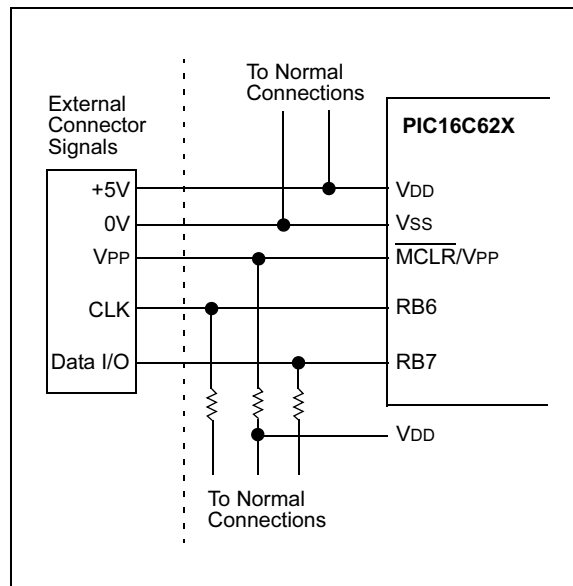 To Normal
Connections
External
Connector
Signals
PIC16C62X
+5V
0V
VPP
CLK
Data I/O
VDD
VSS
MCLR/VPP
RB6
RB7
VDD
To Normal
Connections